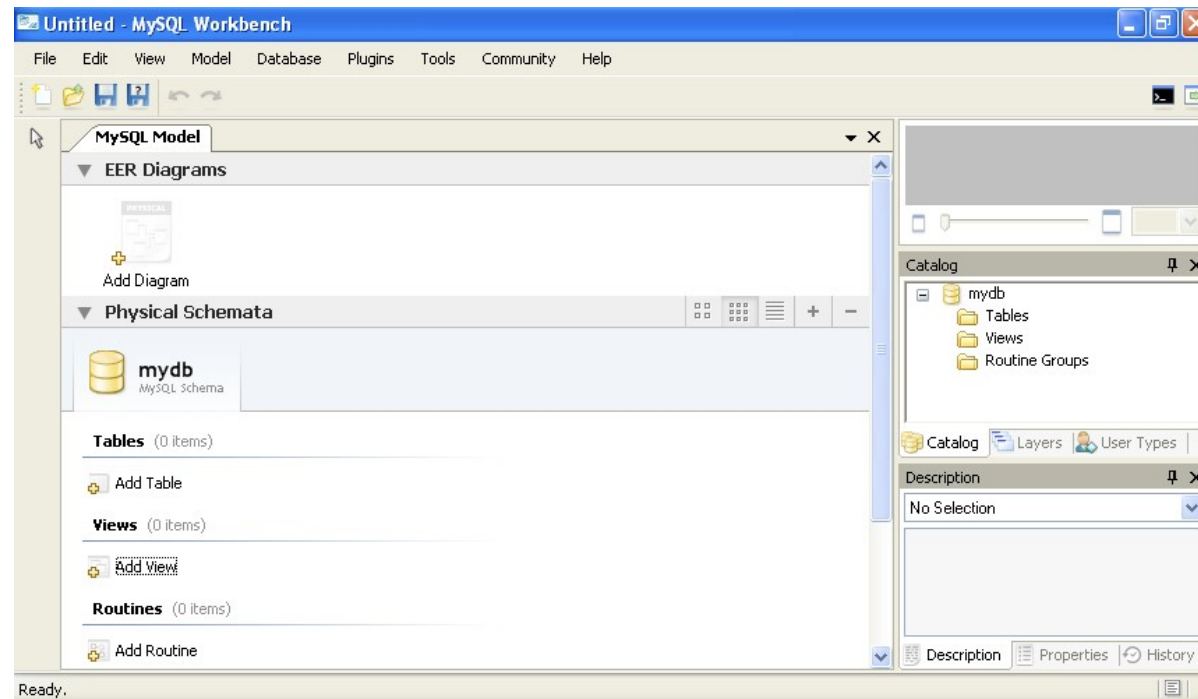 Untitled - MySQL Workbench
File Edit View Model Database Plugins Tools Community Help
MySQL Model
EER Diagrams
PHYSICAL
Add Diagram
Physical Schemata
mydb
MySQL Schema
Tables (0 items)
Add Table
Views (0 items)
Add View
Routines (0 items)
Add Routine
Catalog
mydb
Tables
Views
Routine Groups
Catalog Layers User Types
Description
No Selection
Description Properties History
Ready.